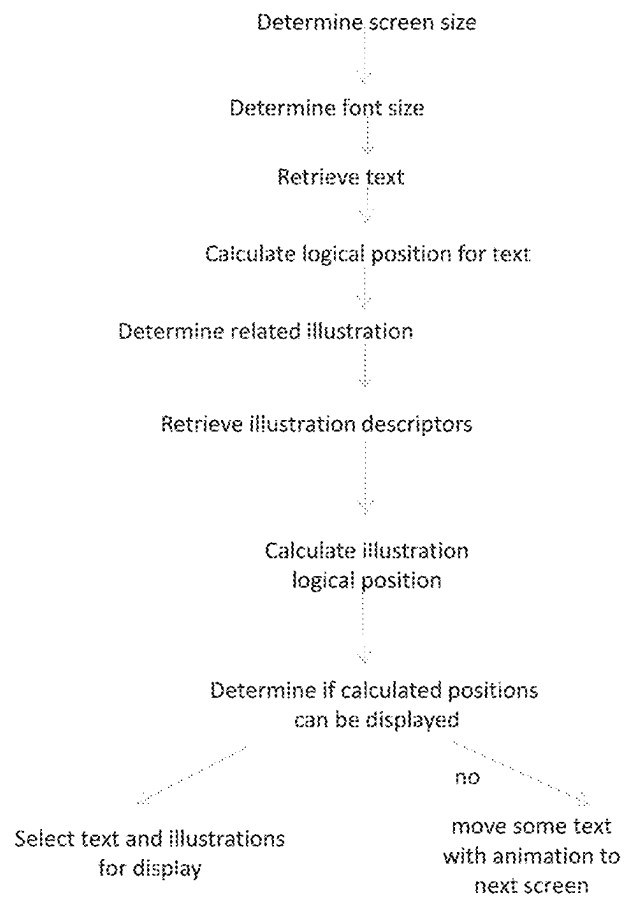 Determine screen size
Determine font size
Retrieve text
Calculate logical position for text
Determine related illustration
Retrieve illustration descriptors
Calculate illustration
logical position
Determine if calculated positions
can be displayed
no
Select text and illustrations
for display
move some text
with animation to
next screen